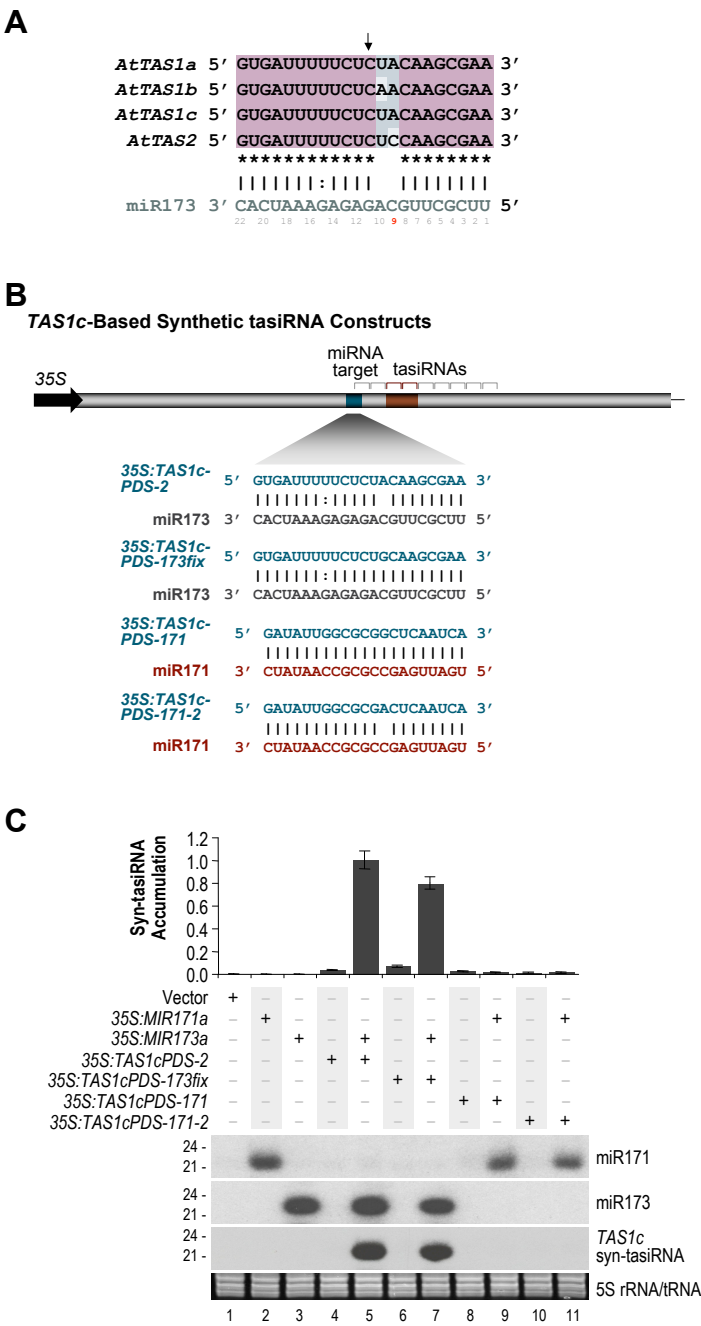 A
AtTAS1a 5′ GUGAUUUUUCUCUACAAGCGAA 3′
AtTAS1b 5′ GUGAUUUUUCUCAACAAGCGAA 3′
AtTAS1c 5′ GUGAUUUUUCUCUACAAGCGAA 3′
AtTAS2 5′ GUGAUUUUUCUCUCCAAGCGAA 3′
************ ********
|||||||:|||| ||||||||
miR173 3′ CACUAAAGAGAGACGUUCGCUU 5′
22 20 18 16 14 12 10 9 8 7 6 5 4 3 2 1
B
TAS1c-Based Synthetic tasiRNA Constructs
35S
miRNA target
tasiRNAs
35S:TAS1c-PDS-2 5′ GUGAUUUUUCUCUACAAGCGAA 3′
|||||||:||||| ||||||||
miR173 3′ CACUAAAGAGAGACGUUCGCUU 5′
35S:TAS1c-PDS-173fix 5′ GUGAUUUUUCUCUGCAAGCGAA 3′
|||||||:||||||||||||||
miR173 3′ CACUAAAGAGAGACGUUCGCUU 5′
35S:TAS1c-PDS-171 5′ GAUAUUGGCGCGGCUCAAUCA 3′
|||||||||||||||||||||
miR171 3′ CUAUAACCGCGCCGAGUUAGU 5′
35S:TAS1c-PDS-171-2 5′ GAUAUUGGCGCGACUCAAUCA 3′
|||||||||||| ||||||||
miR171 3′ CUAUAACCGCGCCGAGUUAGU 5′
C
Syn-tasiRNA Accumulation
1.2
1.0
0.8
0.6
0.4
0.2
0.0
Vector + – – – – – – – – – –
35S:MIR171a – + – – – – – – + – +
35S:MIR173a – – + – + – + – – – –
35S:TAS1cPDS-2 – – – + + – – – – – –
35S:TAS1cPDS-173fix – – – – – + + – – – –
35S:TAS1cPDS-171 – – – – – – – + + – –
35S:TAS1cPDS-171-2 – – – – – – – – – + +
24 -
21 -
miR171
24 -
21 -
miR173
24 -
21 -
TAS1c
syn-tasiRNA
5S rRNA/tRNA
1 2 3 4 5 6 7 8 9 10 11